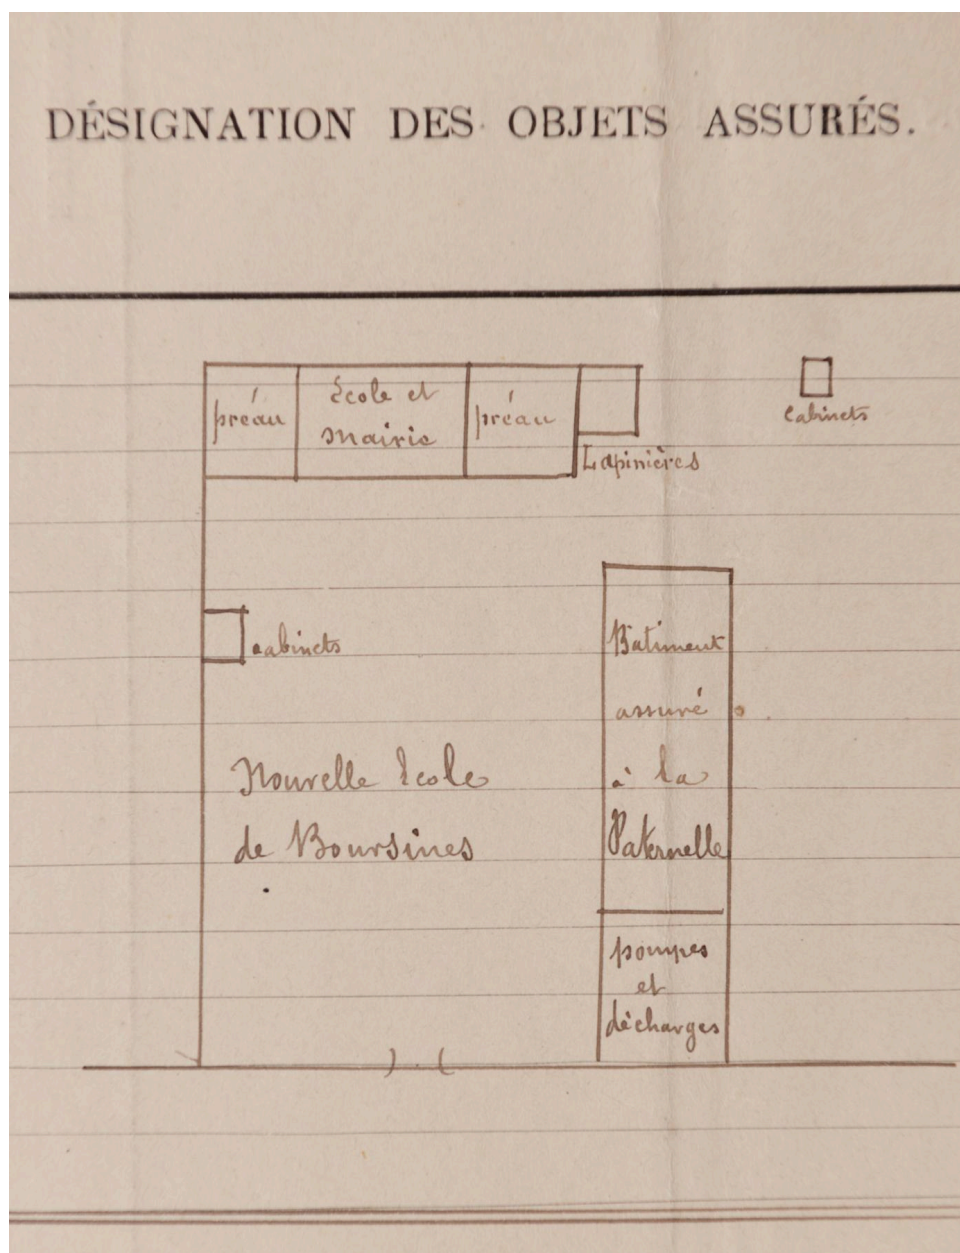 DÉSIGNATION DES OBJETS ASSURÉS.
préau
École et
Mairie
préau
Lapinières
Cabinets
cabinets
Nouvelle École
de Boursines
Bâtiment
assuré
à la
Paternelle
pompes
et
décharges